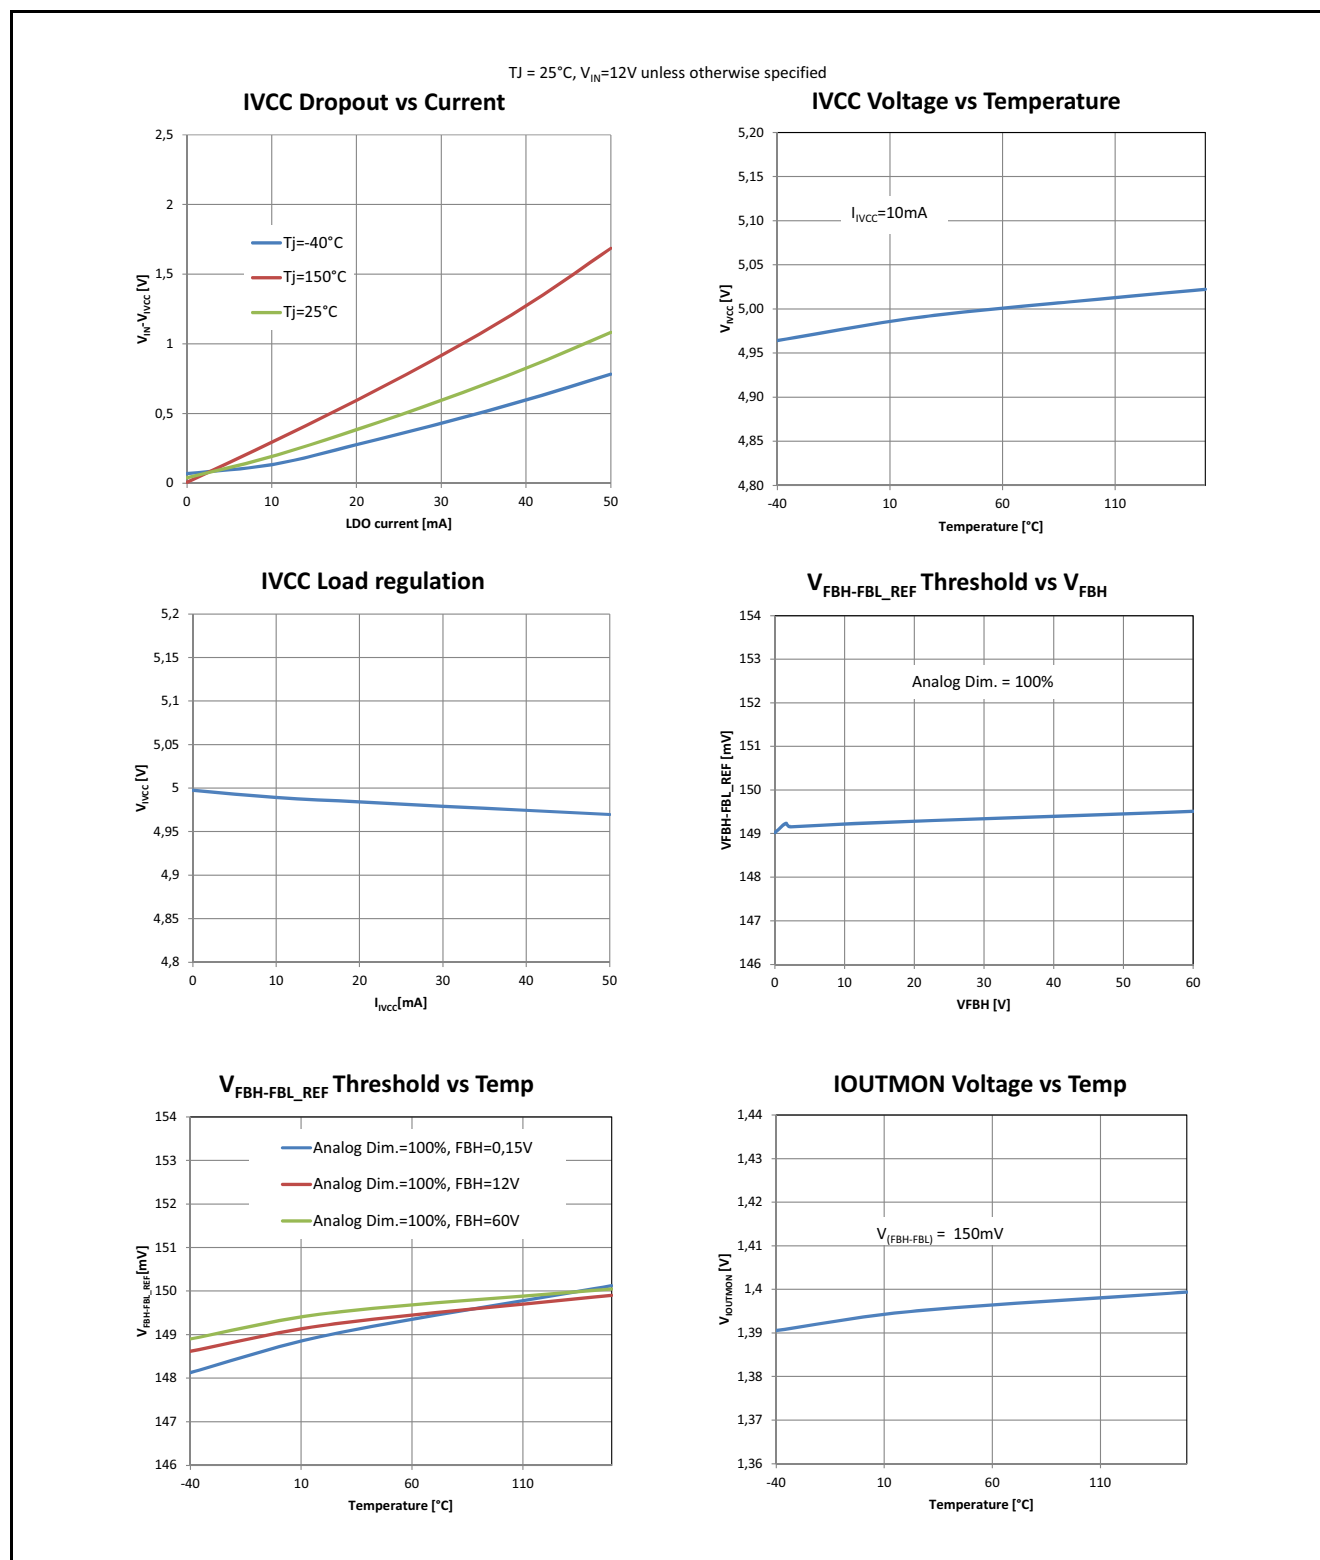 TJ = 25°C, VIN=12V unless otherwise specified
IVCC Dropout vs Current
2,5
2
1,5
1
0,5
0
VIN-VIVCC [V]
Tj=-40°C
Tj=150°C
Tj=25°C
0 10 20 30 40 50
LDO current [mA]
IVCC Voltage vs Temperature
5,20
5,15
5,10
5,05
5,00
4,95
4,90
4,85
4,80
VIVCC [V]
IIVCC=10mA
-40 10 60 110
Temperature [°C]
IVCC Load regulation
5,2
5,15
5,1
5,05
5
4,95
4,9
4,85
4,8
VIVCC [V]
0 10 20 30 40 50
IIVCC[mA]
VFBH-FBL_REF Threshold vs VFBH
154
153
152
151
150
149
148
147
146
VFBH-FBL_REF [mV]
Analog Dim. = 100%
0 10 20 30 40 50 60
VFBH [V]
VFBH-FBL_REF Threshold vs Temp
154
153
152
151
150
149
148
147
146
VFBH-FBL_REF[mV]
Analog Dim.=100%, FBH=0,15V
Analog Dim.=100%, FBH=12V
Analog Dim.=100%, FBH=60V
-40 10 60 110
Temperature [°C]
IOUTMON Voltage vs Temp
1,44
1,43
1,42
1,41
1,4
1,39
1,38
1,37
1,36
VIOUTMON [V]
V(FBH-FBL) = 150mV
-40 10 60 110
Temperature [°C]